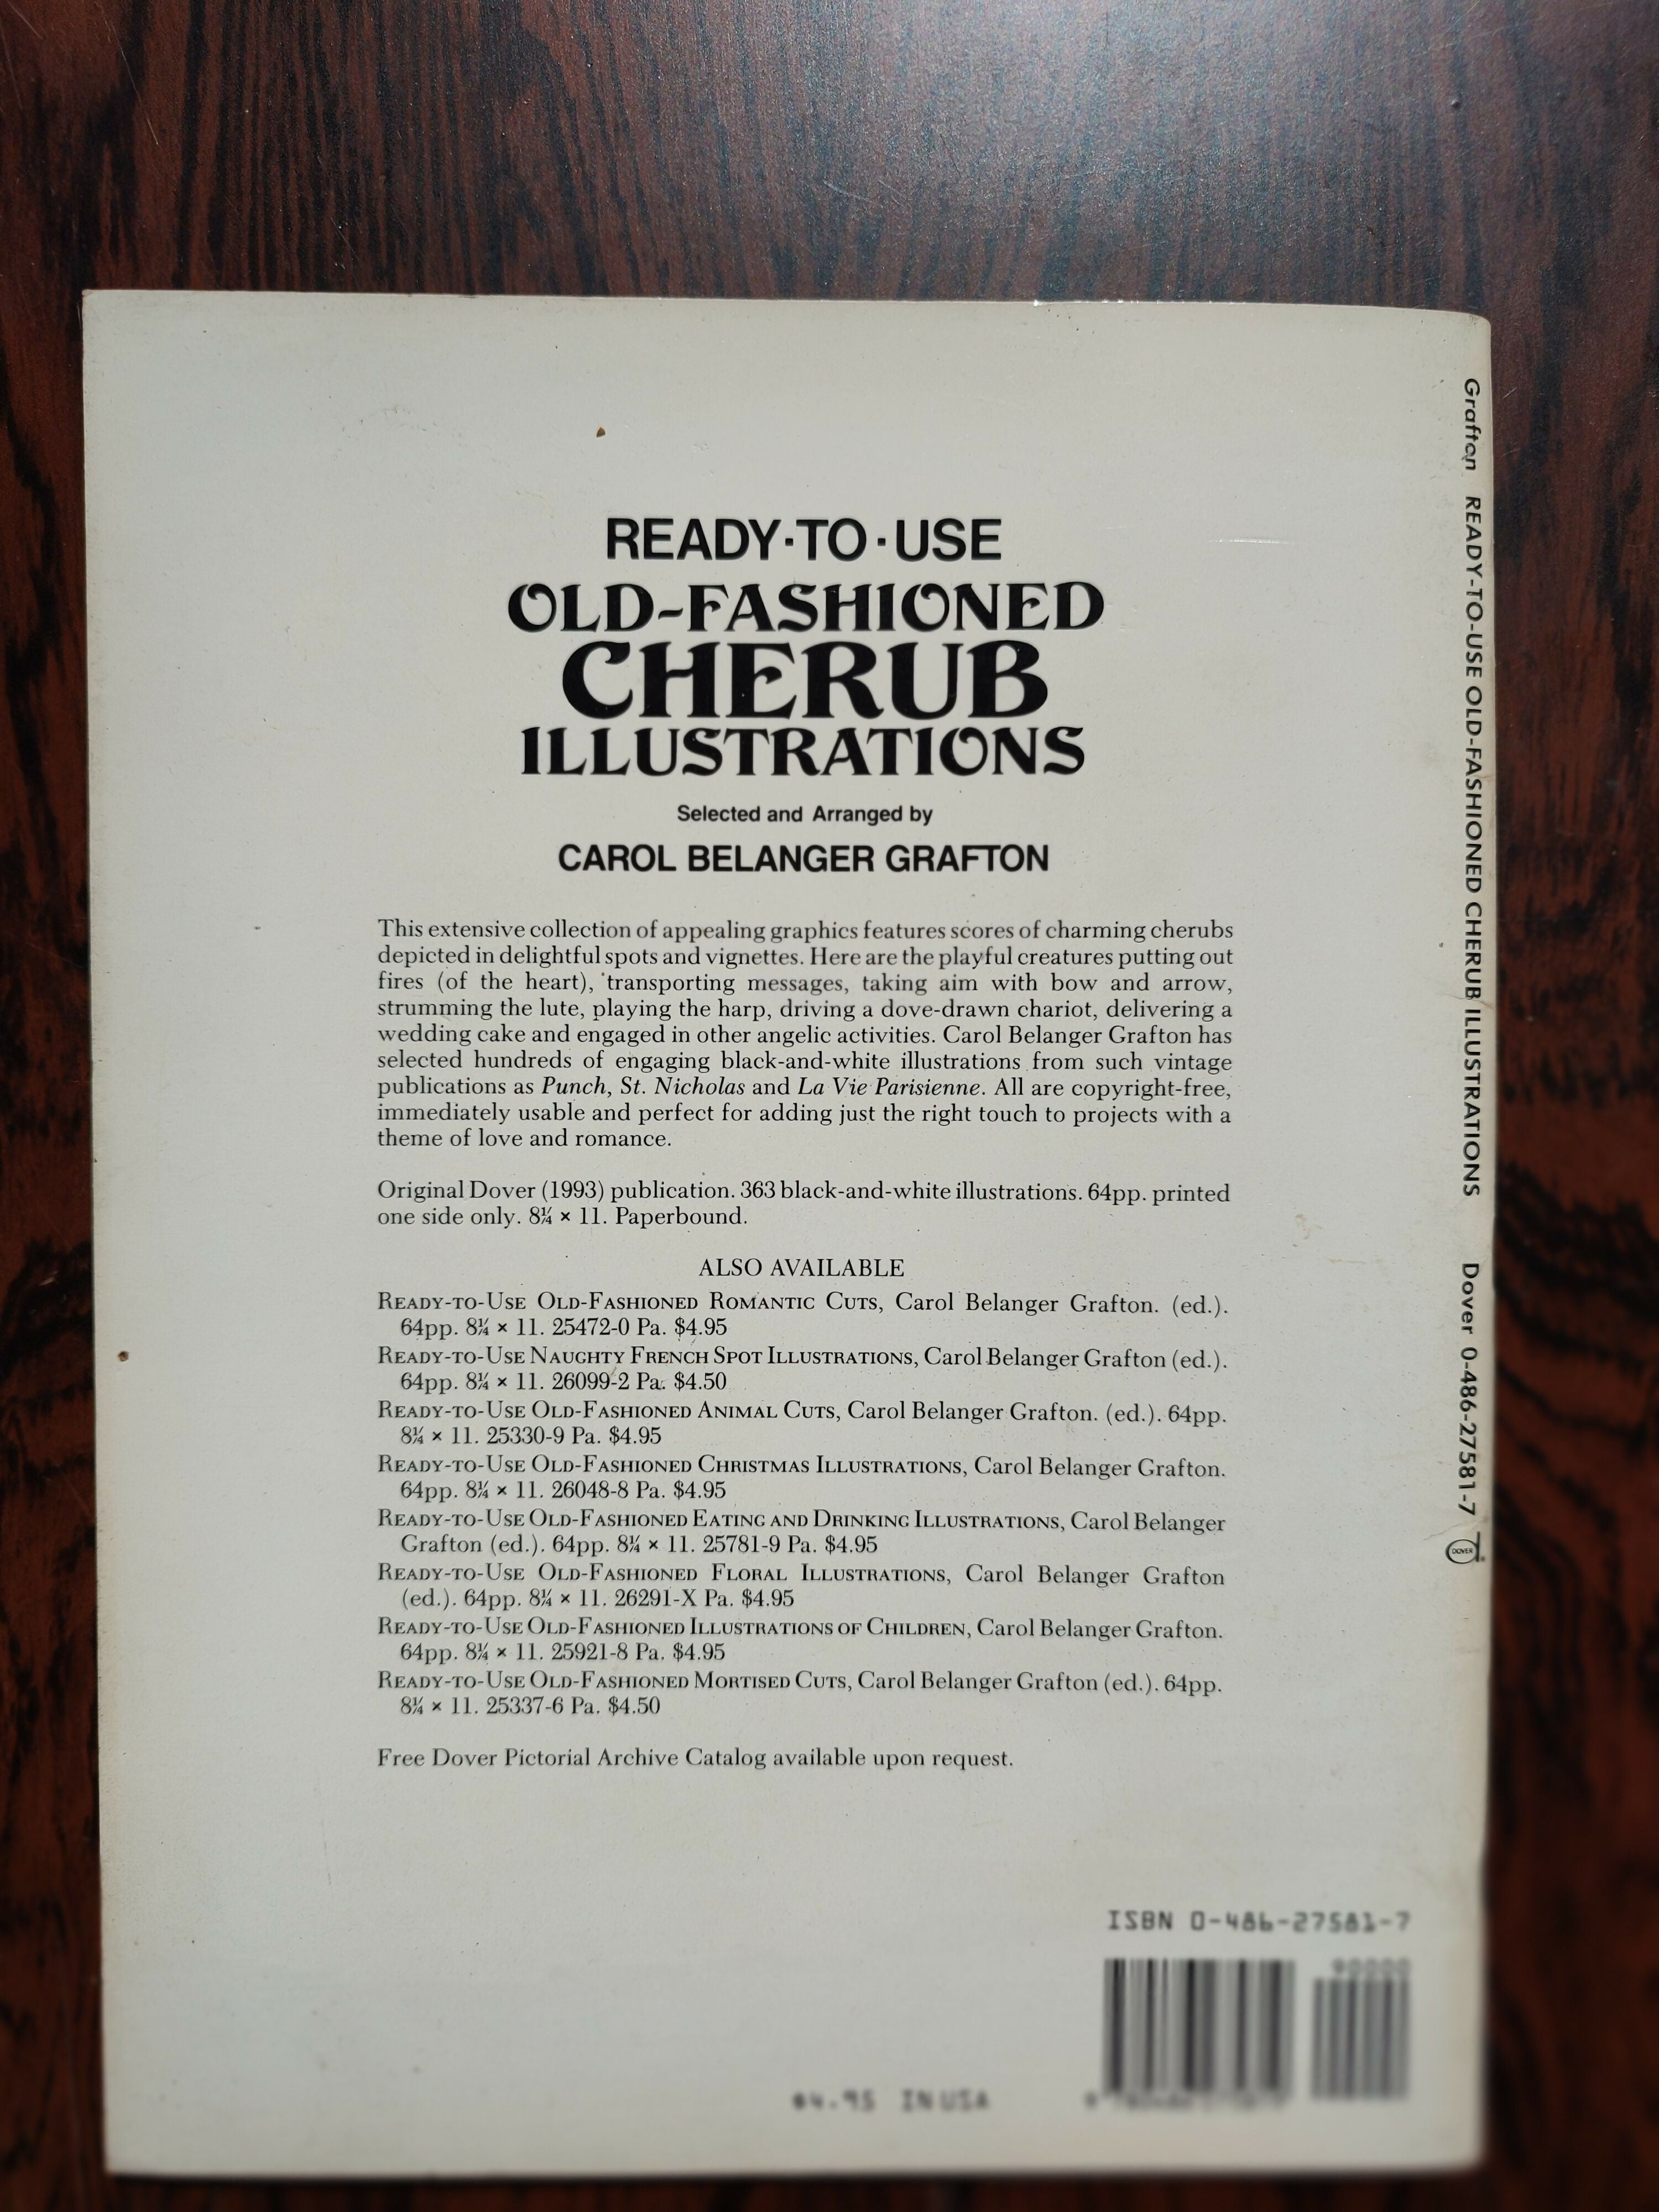 READY·TO·USE
OLD-FASHIONED
CHERUB
ILLUSTRATIONS
Selected and Arranged by
CAROL BELANGER GRAFTON
This extensive collection of appealing graphics features scores of charming cherubs
depicted in delightful spots and vignettes. Here are the playful creatures putting out
fires (of the heart), transporting messages, taking aim with bow and arrow,
strumming the lute, playing the harp, driving a dove-drawn chariot, delivering a
wedding cake and engaged in other angelic activities. Carol Belanger Grafton has
selected hundreds of engaging black-and-white illustrations from such vintage
publications as Punch, St. Nicholas and La Vie Parisienne. All are copyright-free,
immediately usable and perfect for adding just the right touch to projects with a
theme of love and romance.
Original Dover (1993) publication. 363 black-and-white illustrations. 64pp. printed
one side only. 8¼ × 11. Paperbound.
ALSO AVAILABLE
READY-TO-USE OLD-FASHIONED ROMANTIC CUTS, Carol Belanger Grafton. (ed.).
64pp. 8¼ × 11. 25472-0 Pa. $4.95
READY-TO-USE NAUGHTY FRENCH SPOT ILLUSTRATIONS, Carol Belanger Grafton (ed.).
64pp. 8¼ × 11. 26099-2 Pa. $4.50
READY-TO-USE OLD-FASHIONED ANIMAL CUTS, Carol Belanger Grafton. (ed.). 64pp.
8¼ × 11. 25330-9 Pa. $4.95
READY-TO-USE OLD-FASHIONED CHRISTMAS ILLUSTRATIONS, Carol Belanger Grafton.
64pp. 8¼ × 11. 26048-8 Pa. $4.95
READY-TO-USE OLD-FASHIONED EATING AND DRINKING ILLUSTRATIONS, Carol Belanger
Grafton (ed.). 64pp. 8¼ × 11. 25781-9 Pa. $4.95
READY-TO-USE OLD-FASHIONED FLORAL ILLUSTRATIONS, Carol Belanger Grafton
(ed.). 64pp. 8¼ × 11. 26291-X Pa. $4.95
READY-TO-USE OLD-FASHIONED ILLUSTRATIONS OF CHILDREN, Carol Belanger Grafton.
64pp. 8¼ × 11. 25921-8 Pa. $4.95
READY-TO-USE OLD-FASHIONED MORTISED CUTS, Carol Belanger Grafton (ed.). 64pp.
8¼ × 11. 25337-6 Pa. $4.50
Free Dover Pictorial Archive Catalog available upon request.
ISBN 0-486-27581-7
90000
$4.95 IN USA
Grafton READY-TO-USE OLD-FASHIONED CHERUB ILLUSTRATIONS Dover 0-486-27581-7
DOVER